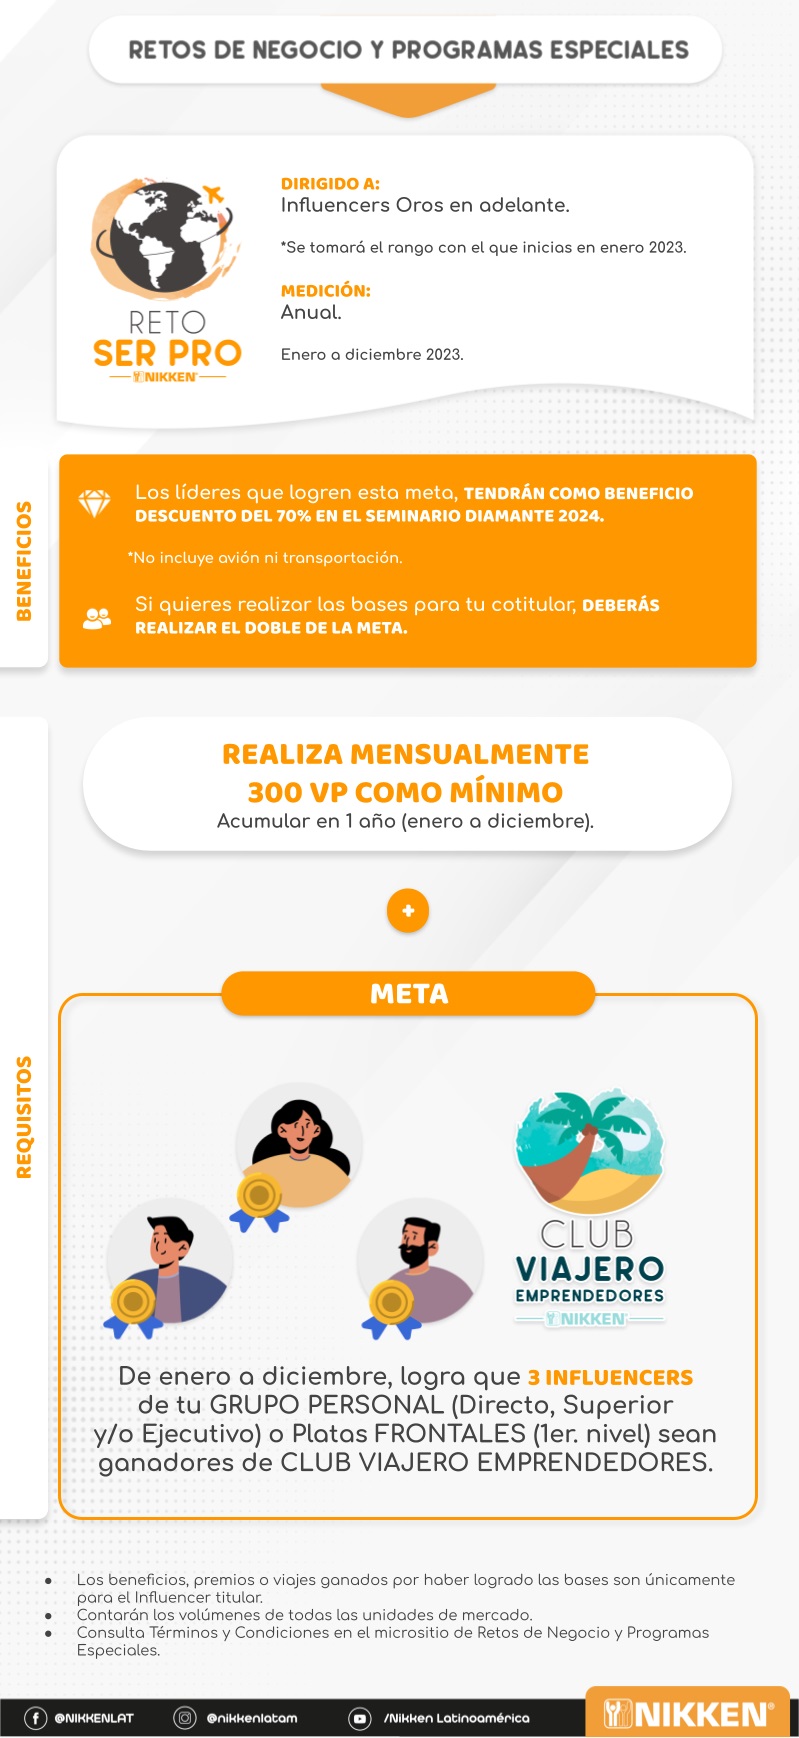 RETOS DE NEGOCIO Y PROGRAMAS ESPECIALES
RETO
SER PRO
NIKKEN
DIRIGIDO A:
Influencers Oros en adelante.
*Se tomará el rango con el que inicias en enero 2023.
MEDICIÓN:
Anual.
Enero a diciembre 2023.
BENEFICIOS
Los líderes que logren esta meta, TENDRÁN COMO BENEFICIO
DESCUENTO DEL 70% EN EL SEMINARIO DIAMANTE 2024.
*No incluye avión ni transportación.
Si quieres realizar las bases para tu cotitular, DEBERÁS
REALIZAR EL DOBLE DE LA META.
REQUISITOS
REALIZA MENSUALMENTE
300 VP COMO MÍNIMO
Acumular en 1 año (enero a diciembre).
+
META
CLUB
VIAJERO
EMPRENDEDORES
NIKKEN
De enero a diciembre, logra que 3 INFLUENCERS
de tu GRUPO PERSONAL (Directo, Superior
y/o Ejecutivo) o Platas FRONTALES (1er. nivel) sean
ganadores de CLUB VIAJERO EMPRENDEDORES.
● Los beneficios, premios o viajes ganados por haber logrado las bases son únicamente
para el Influencer titular.
● Contarán los volúmenes de todas las unidades de mercado.
● Consulta Términos y Condiciones en el micrositio de Retos de Negocio y Programas
Especiales.
@NIKKENLAT @nikkenlatam /Nikken Latinoamérica NIKKEN®